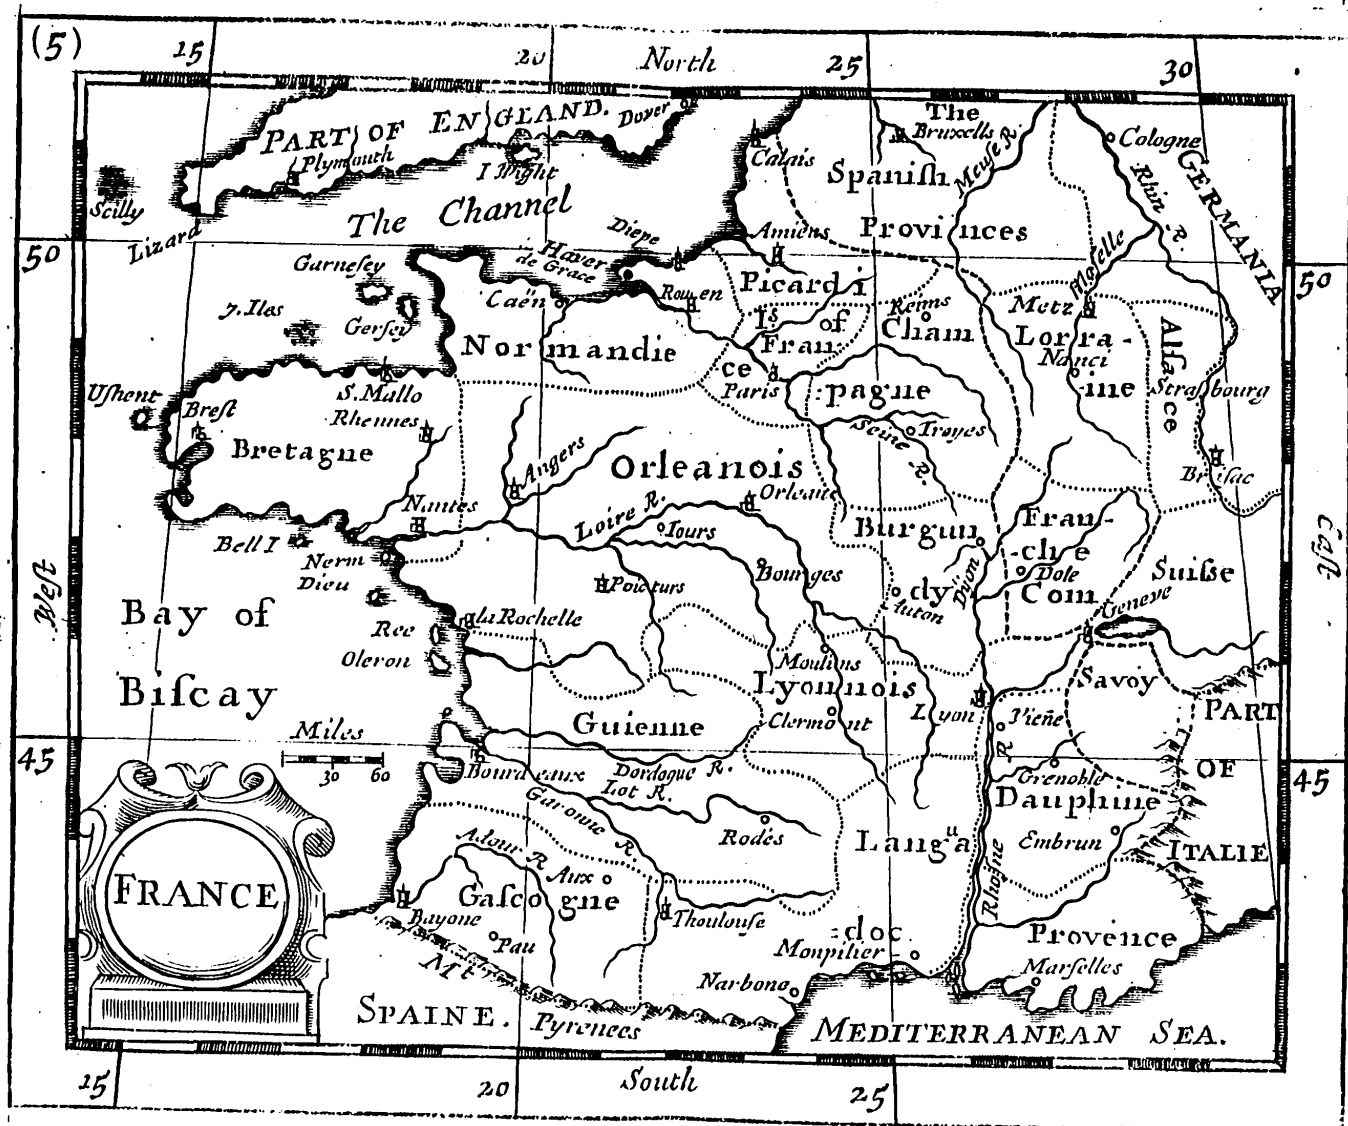 (5)
15
20
North
25
30
PART OF ENGLAND.
Dover
Plymouth
I Wight
Scilly
Lizard
The Channel
Calais
The
Bruxells
Spanish
Provinces
Meuse R.
Cologne
Rhin R.
GERMANIA
50
50
Garnesey
Gersey
7. Iles
Haver
de Grace
Diepe
Amiens
Picardi
Caën
Rouen
Normandie
Is of
Fran
ce
Paris
Reims
Cham
:pagne
Metz
Moselle
Lorra-
Nanci
-ine
Alsace
Strasbourg
Brisac
Ushent
Brest
S. Mallo
Rhennes
Bretagne
Angers
Orleanois
Seine R.
Troyes
Nantes
Loire R.
Tours
Orleans
Burgun
dy
Dijon
Fran-
-che
Dole
Com
Suisse
West
East
Bell I
Nerm
Dieu
Poicturs
Bourges
Auton
Geneve
Bay of
Biscay
La Rochelle
Ree
Oleron
Moulins
Lyonnois
Savoy
Guienne
Clermont
Lyon
Viene
PART
OF
ITALIE
45
45
Miles
30
60
Bourdeaux
Dordogne R.
Lot R.
Garonne R.
Grenoble
Dauphine
Rodes
Langua
Embrun
FRANCE
Adour R
Aux
Gascogne
Rhosne R
Bayone
Pau
Thoulouse
:doc
Monpilier
Provence
Marselles
Mt
Pyrenees
Narbone
SPAINE.
MEDITERRANEAN SEA.
15
20
South
25